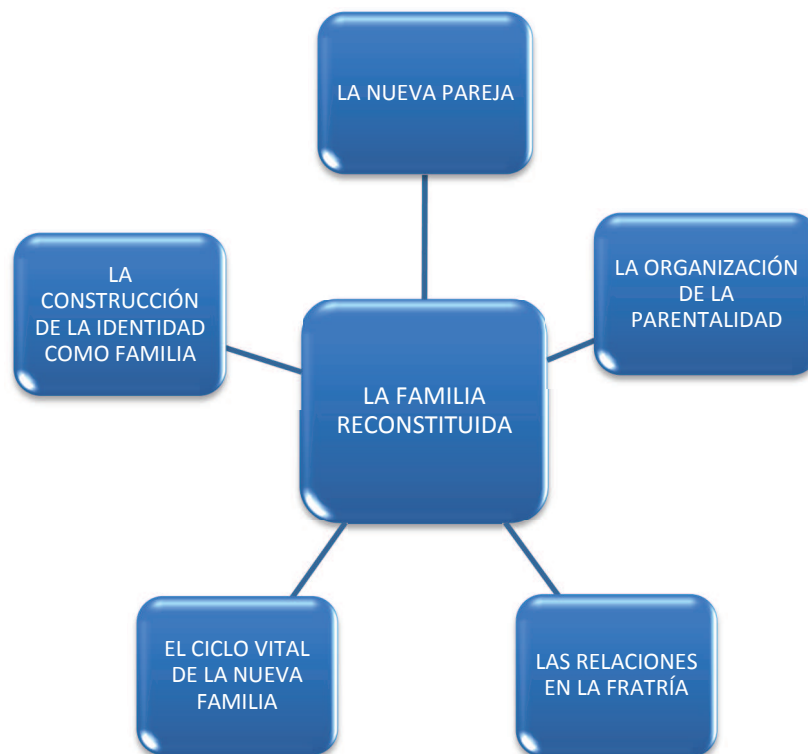 LA NUEVA PAREJA
LA ORGANIZACIÓN
DE LA
PARENTALIDAD
LA
CONSTRUCCIÓN
DE LA IDENTIDAD
COMO FAMILIA
LA FAMILIA
RECONSTITUIDA
EL CICLO VITAL
DE LA NUEVA
FAMILIA
LAS RELACIONES
EN LA FRATRÍA